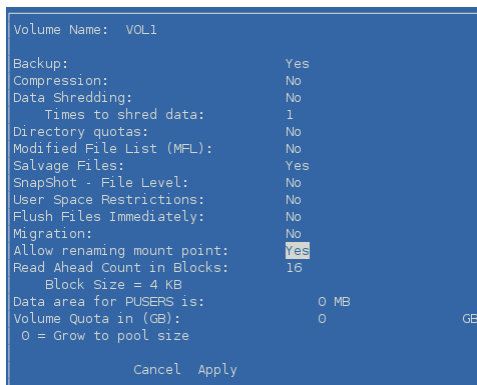 Volume Name: VOL1
Backup: Yes
Compression: No
Data Shredding: No
Times to shred data: 1
Directory quotas: No
Modified File List (MFL): No
Salvage Files: Yes
SnapShot - File Level: No
User Space Restrictions: No
Flush Files Immediately: No
Migration: No
Allow renaming mount point: Yes
Read Ahead Count in Blocks: 16
Block Size = 4 KB
Data area for PUSERS is: 0 MB
Volume Quota in (GB): 0 GB
0 = Grow to pool size
Cancel Apply